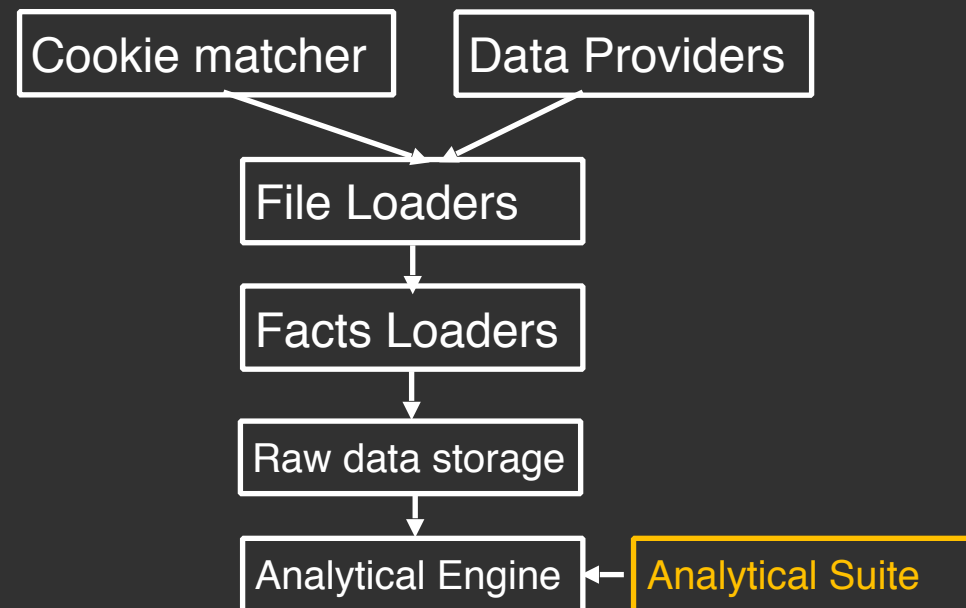 Cookie matcher
Data Providers
File Loaders
Facts Loaders
Raw data storage
Analytical Engine
Analytical Suite